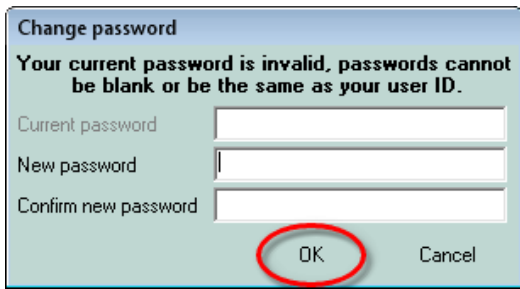 Change password
Your current password is invalid, passwords cannot
be blank or be the same as your user ID.
Current password
New password
Confirm new password
OK Cancel